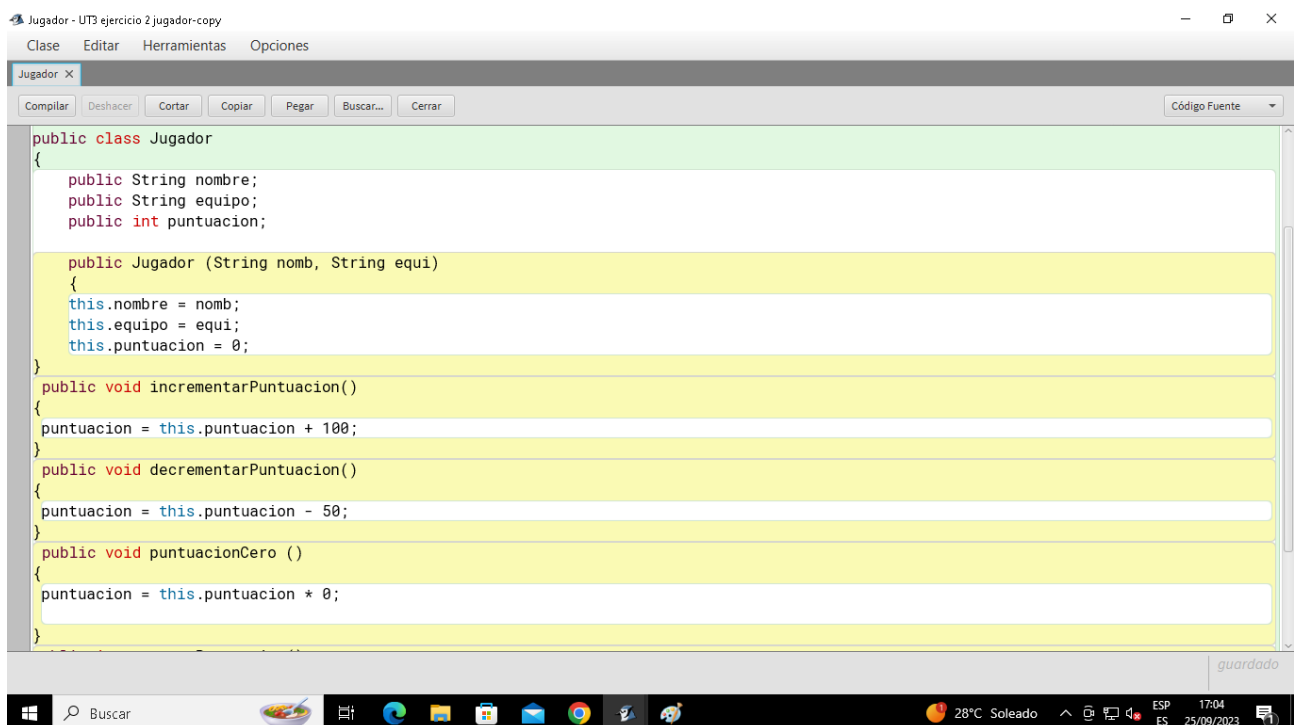 Jugador - UT3 ejercicio 2 jugador-copy
Clase Editar Herramientas Opciones
Jugador X
Compilar Deshacer Cortar Copiar Pegar Buscar... Cerrar Código Fuente
public class Jugador
{
public String nombre;
public String equipo;
public int puntuacion;
public Jugador (String nomb, String equi)
{
this.nombre = nomb;
this.equipo = equi;
this.puntuacion = 0;
}
public void incrementarPuntuacion()
{
puntuacion = this.puntuacion + 100;
}
public void decrementarPuntuacion()
{
puntuacion = this.puntuacion - 50;
}
public void puntuacionCero ()
{
puntuacion = this.puntuacion * 0;
}
guardado
Buscar 1 28°C Soleado ESP 17:04
ES 25/09/2023 1